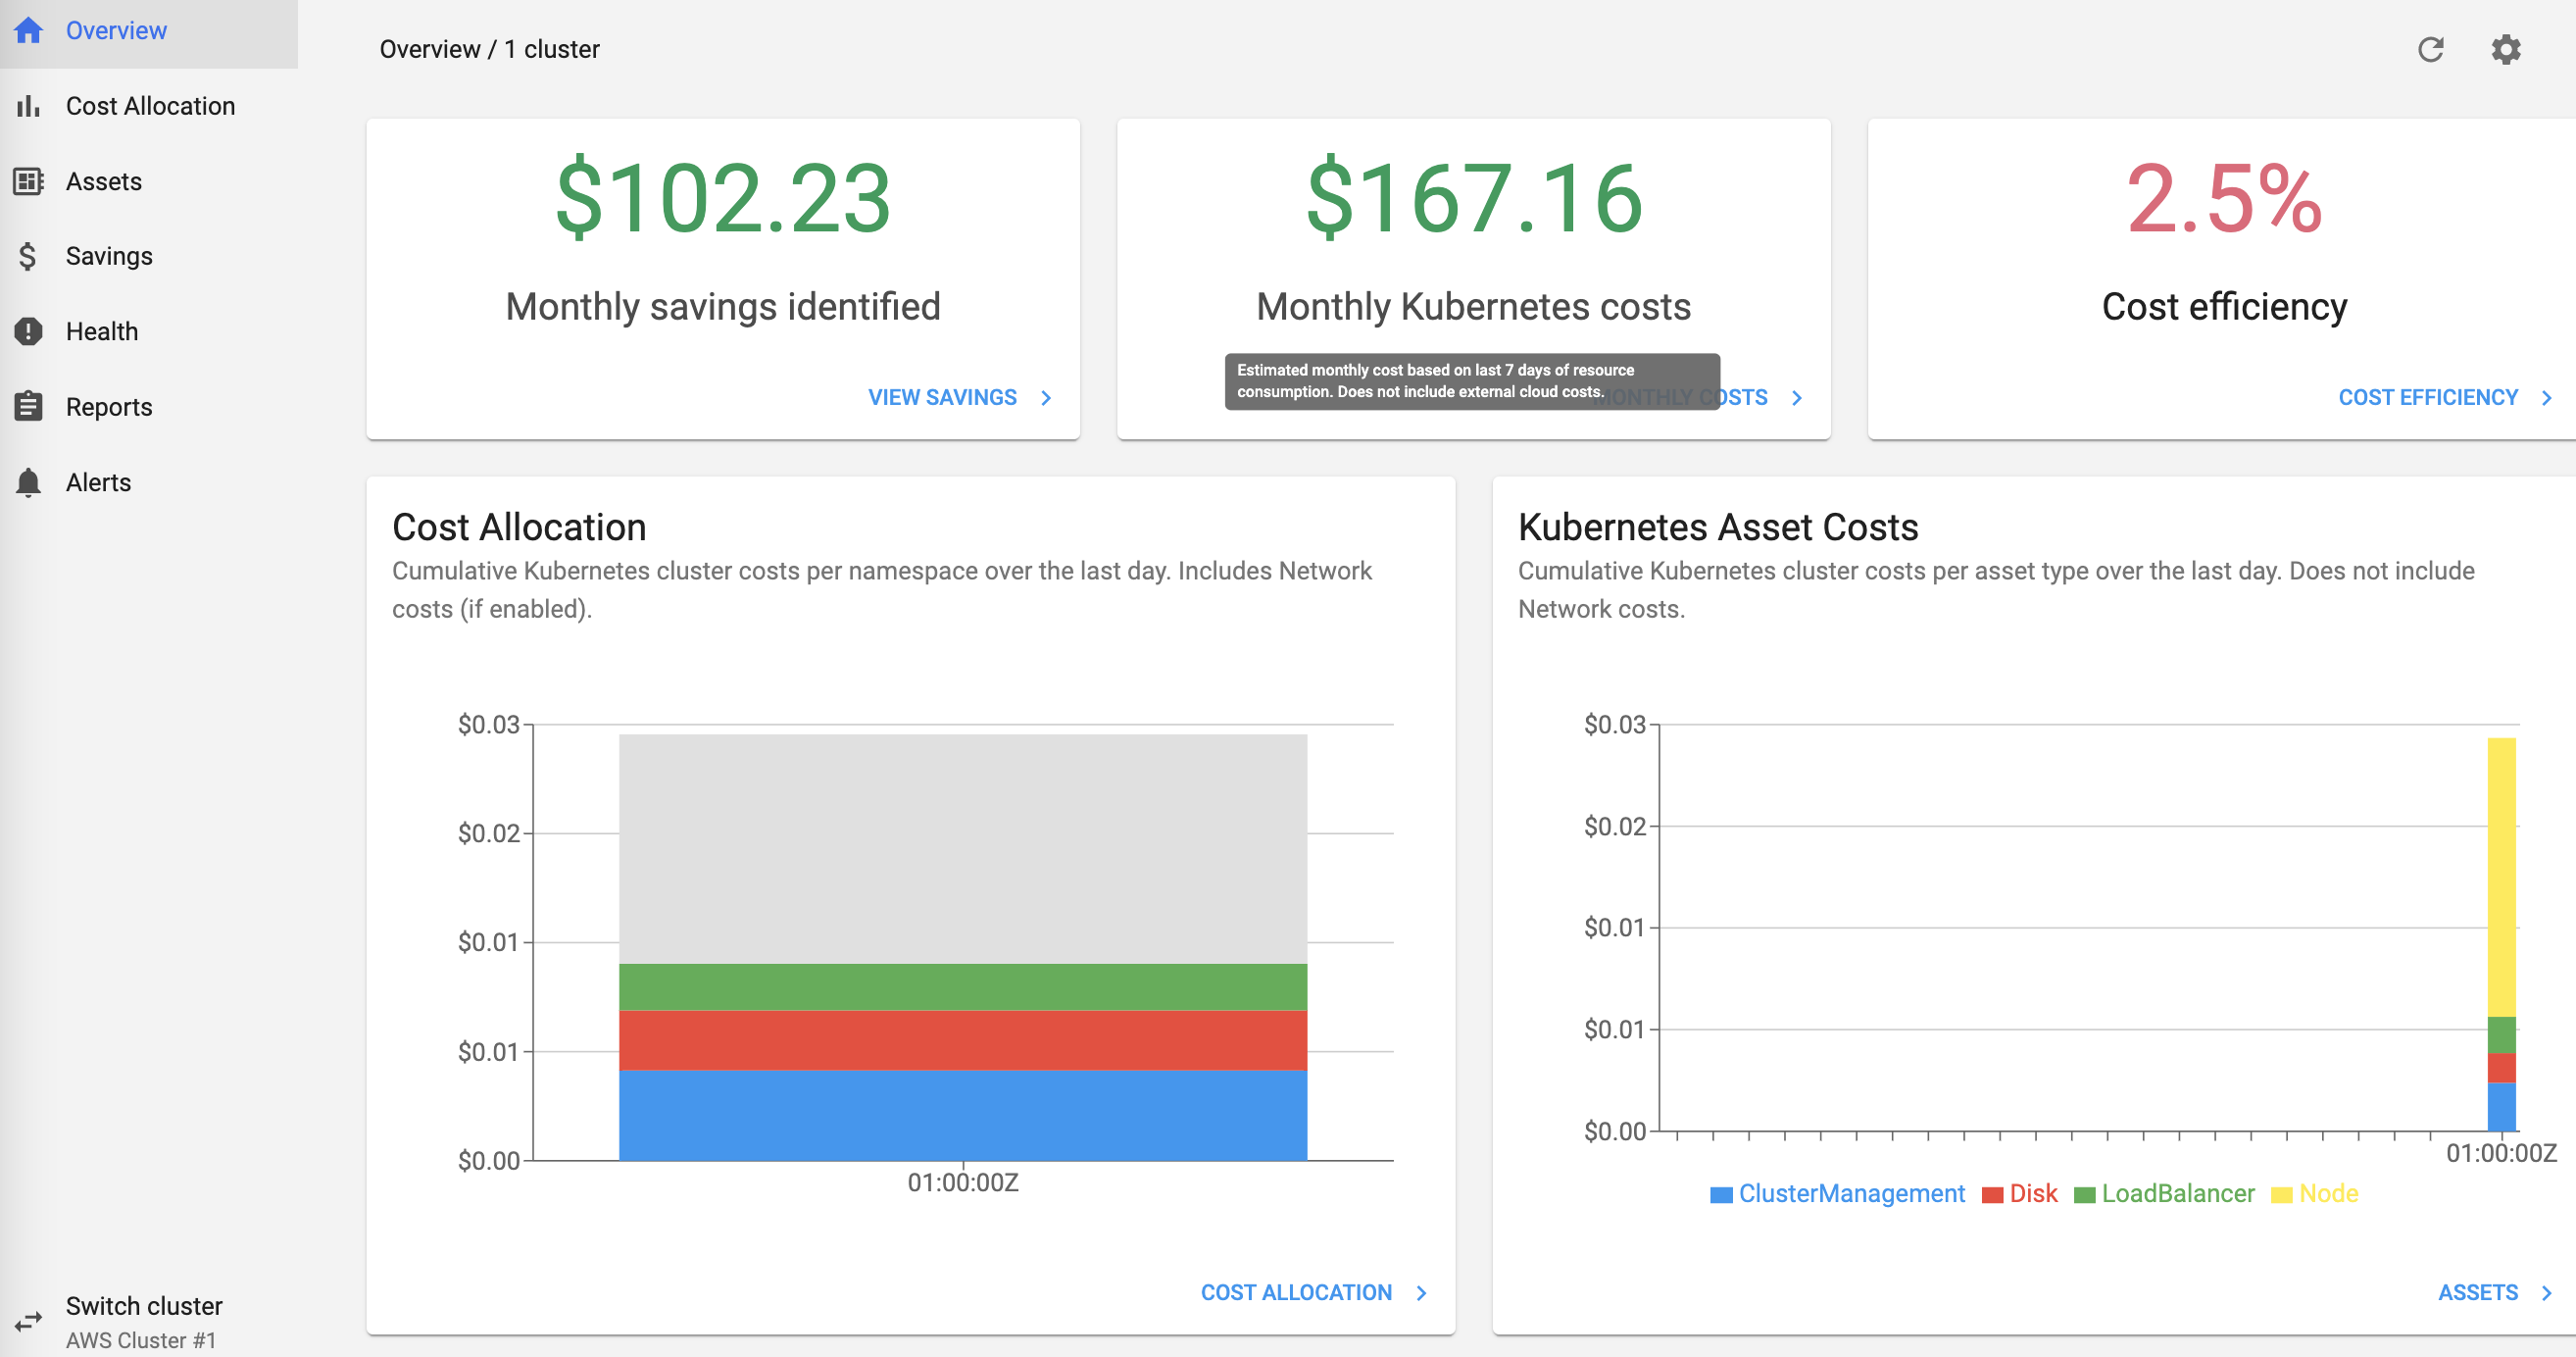 Overview
Cost Allocation
Assets
Savings
Health
Reports
Alerts
Switch cluster
AWS Cluster #1
Overview / 1 cluster
$102.23
Monthly savings identified
VIEW SAVINGS
$167.16
Monthly Kubernetes costs
Estimated monthly cost based on last 7 days of resource
consumption. Does not include external cloud costs.
MONTHLY COSTS
2.5%
Cost efficiency
COST EFFICIENCY
Cost Allocation
Cumulative Kubernetes cluster costs per namespace over the last day. Includes Network
costs (if enabled).
$0.03
$0.02
$0.01
$0.01
$0.00
01:00:00Z
COST ALLOCATION
Kubernetes Asset Costs
Cumulative Kubernetes cluster costs per asset type over the last day. Does not include
Network costs.
$0.03
$0.02
$0.01
$0.01
$0.00
01:00:00Z
ClusterManagement Disk LoadBalancer Node
ASSETS